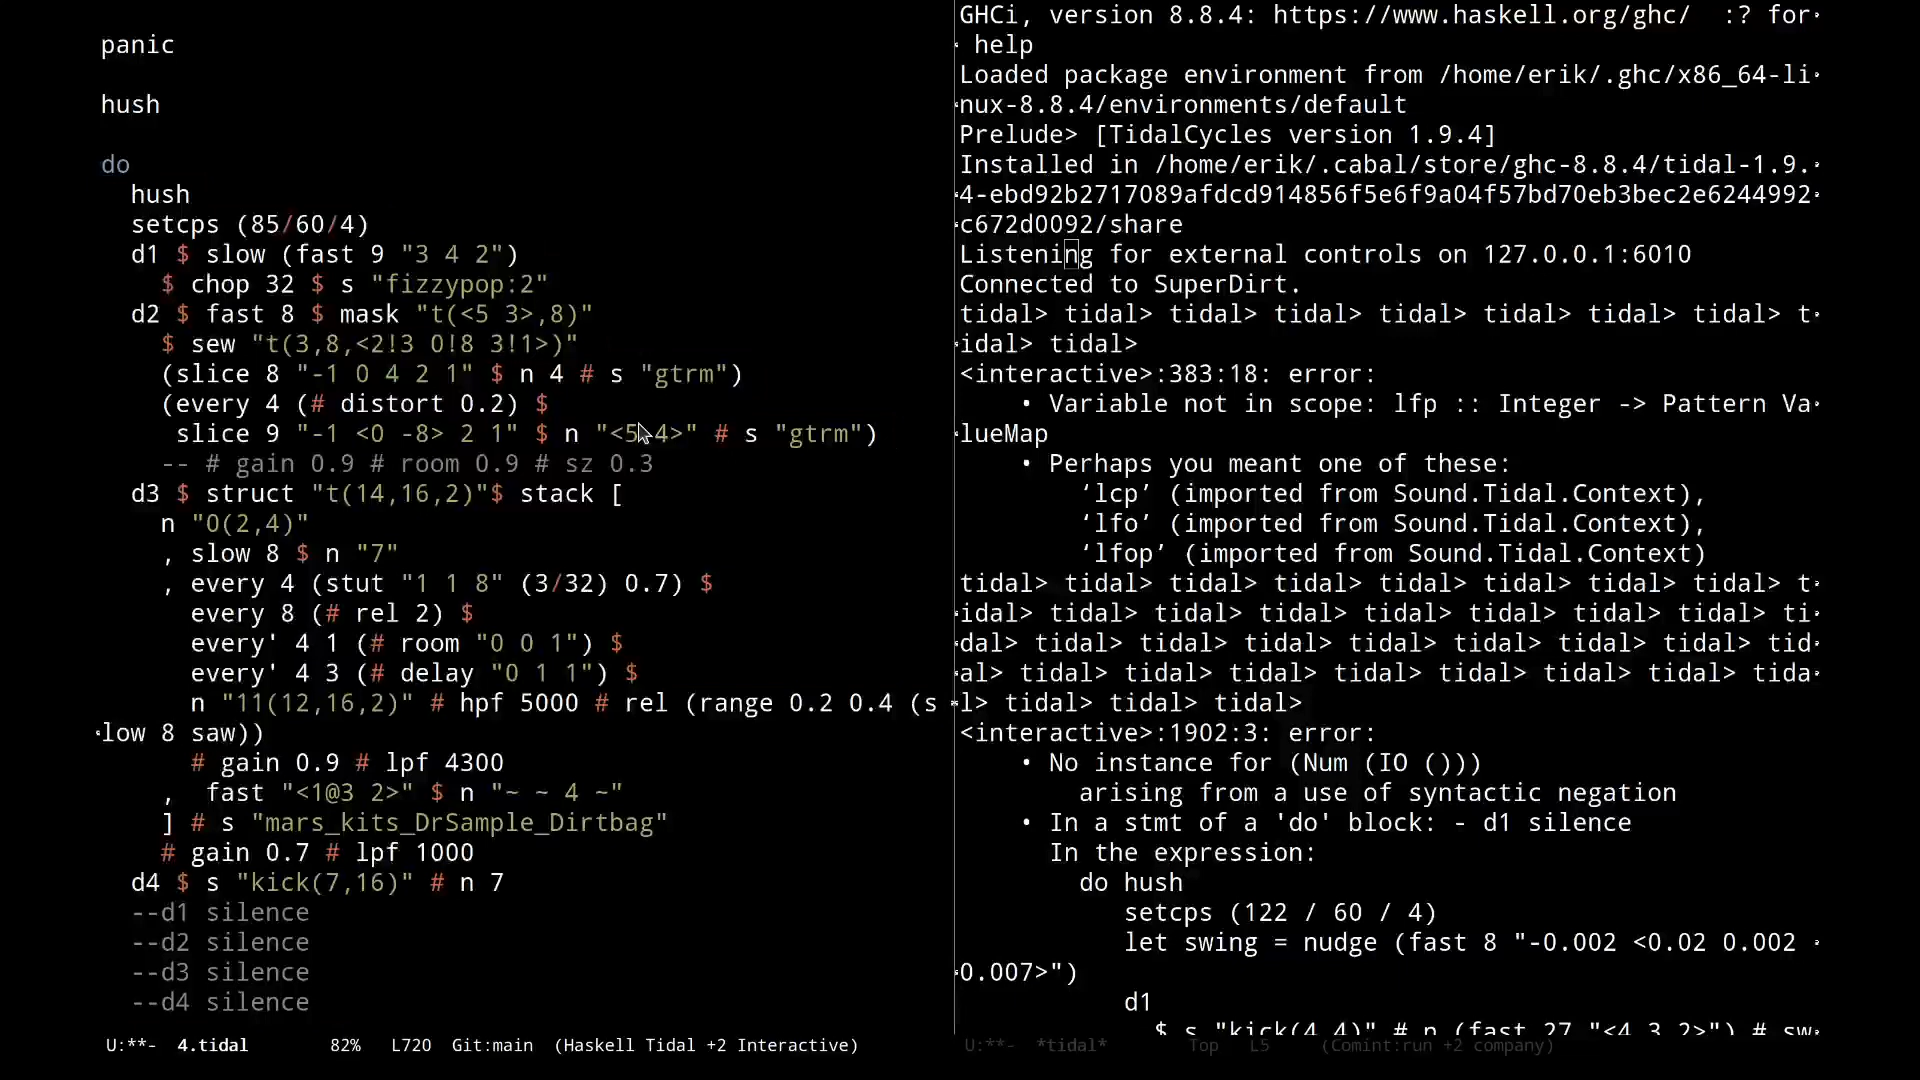 panic
hush
do
hush
setcps (85/60/4)
d1 $ slow (fast 9 "3 4 2")
$ chop 32 $ s "fizzypop:2"
d2 $ fast 8 $ mask "t(<5 3>,8)"
$ sew "t(3,8,<2!3 0!8 3!1>)"
(slice 8 "-1 0 4 2 1" $ n 4 # s "gtrm")
(every 4 (# distort 0.2) $
slice 9 "-1 <0 -8> 2 1" $ n "<5 4>" # s "gtrm")
-- # gain 0.9 # room 0.9 # sz 0.3
d3 $ struct "t(14,16,2)"$ stack [
n "0(2,4)"
, slow 8 $ n "7"
, every 4 (stut "1 1 8" (3/32) 0.7) $
every 8 (# rel 2) $
every' 4 1 (# room "0 0 1") $
every' 4 3 (# delay "0 1 1") $
n "11(12,16,2)" # hpf 5000 # rel (range 0.2 0.4 (s
low 8 saw))
# gain 0.9 # lpf 4300
, fast "<1@3 2>" $ n "~ ~ 4 ~"
] # s "mars_kits_DrSample_Dirtbag"
# gain 0.7 # lpf 1000
d4 $ s "kick(7,16)" # n 7
--d1 silence
--d2 silence
--d3 silence
--d4 silence
U:**- 4.tidal 82% L720 Git:main (Haskell Tidal +2 Interactive)
GHCi, version 8.8.4: https://www.haskell.org/ghc/ :? for
help
Loaded package environment from /home/erik/.ghc/x86_64-li
nux-8.8.4/environments/default
Prelude> [TidalCycles version 1.9.4]
Installed in /home/erik/.cabal/store/ghc-8.8.4/tidal-1.9.
4-ebd92b2717089afdcd914856f5e6f9a04f57bd70eb3bec2e6244992
c672d0092/share
Listening for external controls on 127.0.0.1:6010
Connected to SuperDirt.
tidal> tidal> tidal> tidal> tidal> tidal> tidal> tidal> t
idal> tidal>
<interactive>:383:18: error:
• Variable not in scope: lfp :: Integer -> Pattern Va
lueMap
• Perhaps you meant one of these:
‘lcp’ (imported from Sound.Tidal.Context),
‘lfo’ (imported from Sound.Tidal.Context),
‘lfop’ (imported from Sound.Tidal.Context)
tidal> tidal> tidal> tidal> tidal> tidal> tidal> tidal> t
idal> tidal> tidal> tidal> tidal> tidal> tidal> tidal> ti
dal> tidal> tidal> tidal> tidal> tidal> tidal> tidal> tid
al> tidal> tidal> tidal> tidal> tidal> tidal> tidal> tida
l> tidal> tidal> tidal>
<interactive>:1902:3: error:
• No instance for (Num (IO ()))
arising from a use of syntactic negation
• In a stmt of a 'do' block: - d1 silence
In the expression:
do hush
setcps (122 / 60 / 4)
let swing = nudge (fast 8 "-0.002 <0.02 0.002
0.007>")
d1
$ s "kick(4,4)" # n (fast 27 "<4 3 2>") # sw
U:**- *tidal* Top L5 (Comint:run +2 company)